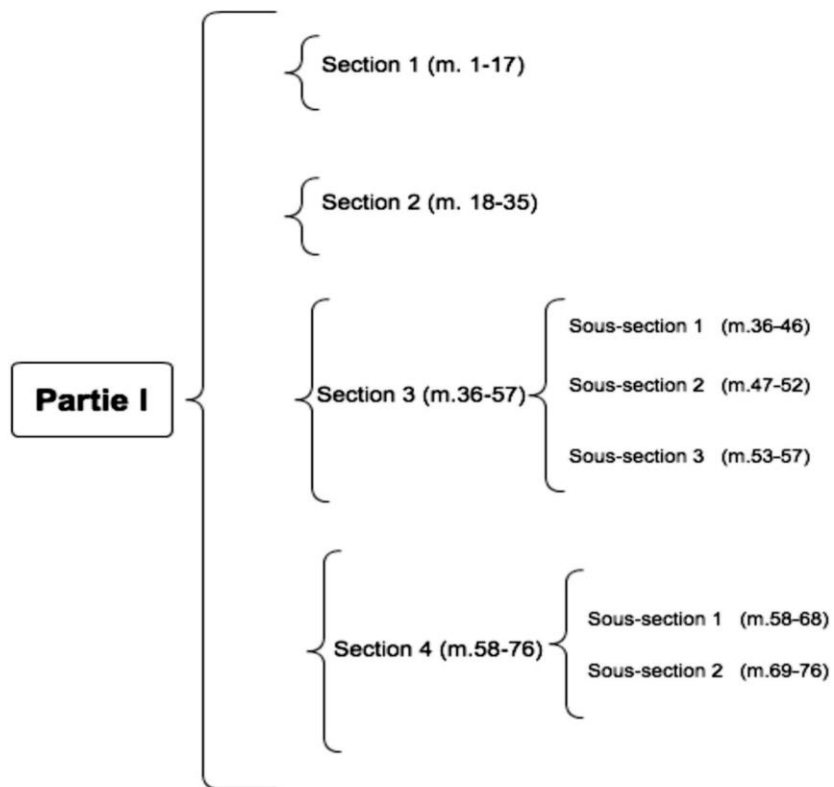 Section 1 (m. 1-17)
Section 2 (m. 18-35)
Partie I
Section 3 (m.36-57)
Sous-section 1 (m.36-46)
Sous-section 2 (m.47-52)
Sous-section 3 (m.53-57)
Section 4 (m.58-76)
Sous-section 1 (m.58-68)
Sous-section 2 (m.69-76)